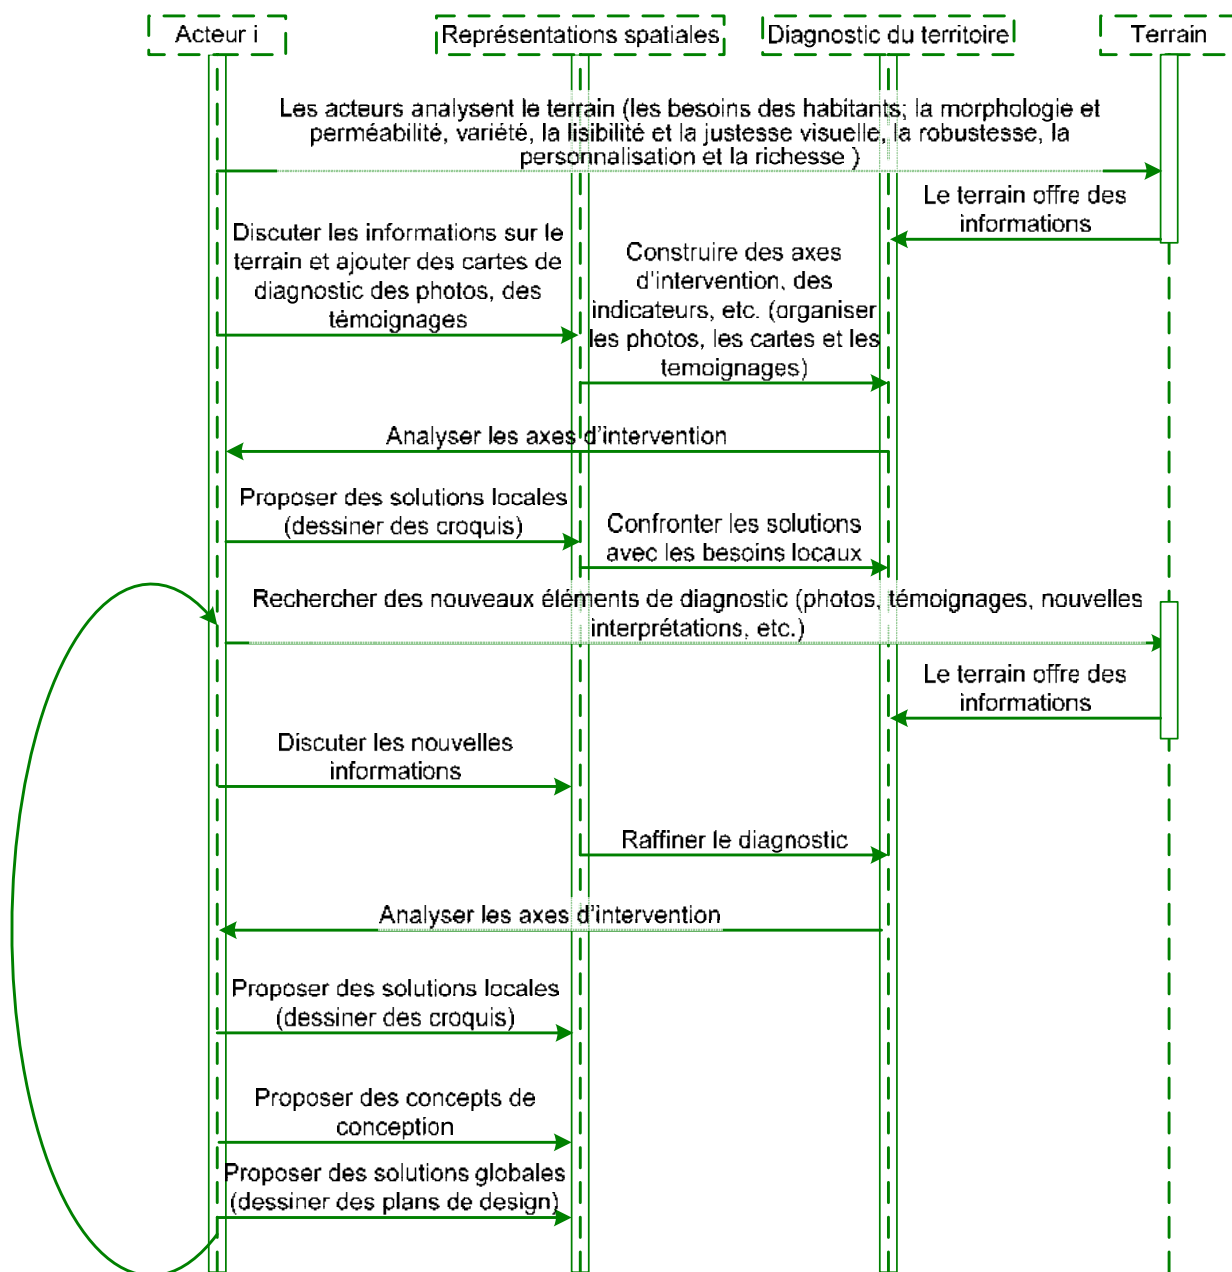 Acteur i
Représentations spatiales
Diagnostic du territoire
Terrain
Les acteurs analysent le terrain (les besoins des habitants; la morphologie et
perméabilité, variété, la lisibilité et la justesse visuelle, la robustesse, la
personnalisation et la richesse )
Le terrain offre des
informations
Discuter les informations sur le
terrain et ajouter des cartes de
diagnostic des photos, des
témoignages
Construire des axes
d'intervention, des
indicateurs, etc. (organiser
les photos, les cartes et les
temoignages)
Analyser les axes d'intervention
Proposer des solutions locales
(dessiner des croquis)
Confronter les solutions
avec les besoins locaux
Rechercher des nouveaux éléments de diagnostic (photos, témoignages, nouvelles
interprétations, etc.)
Le terrain offre des
informations
Discuter les nouvelles
informations
Raffiner le diagnostic
Analyser les axes d'intervention
Proposer des solutions locales
(dessiner des croquis)
Proposer des concepts de
conception
Proposer des solutions globales
(dessiner des plans de design)